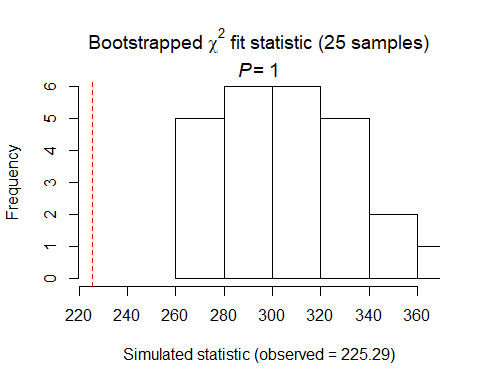 Bootstrapped χ² fit statistic (25 samples)
P = 1
6
5
4
3
2
1
0
Frequency
220 240 260 280 300 320 340 360
Simulated statistic (observed = 225.29)